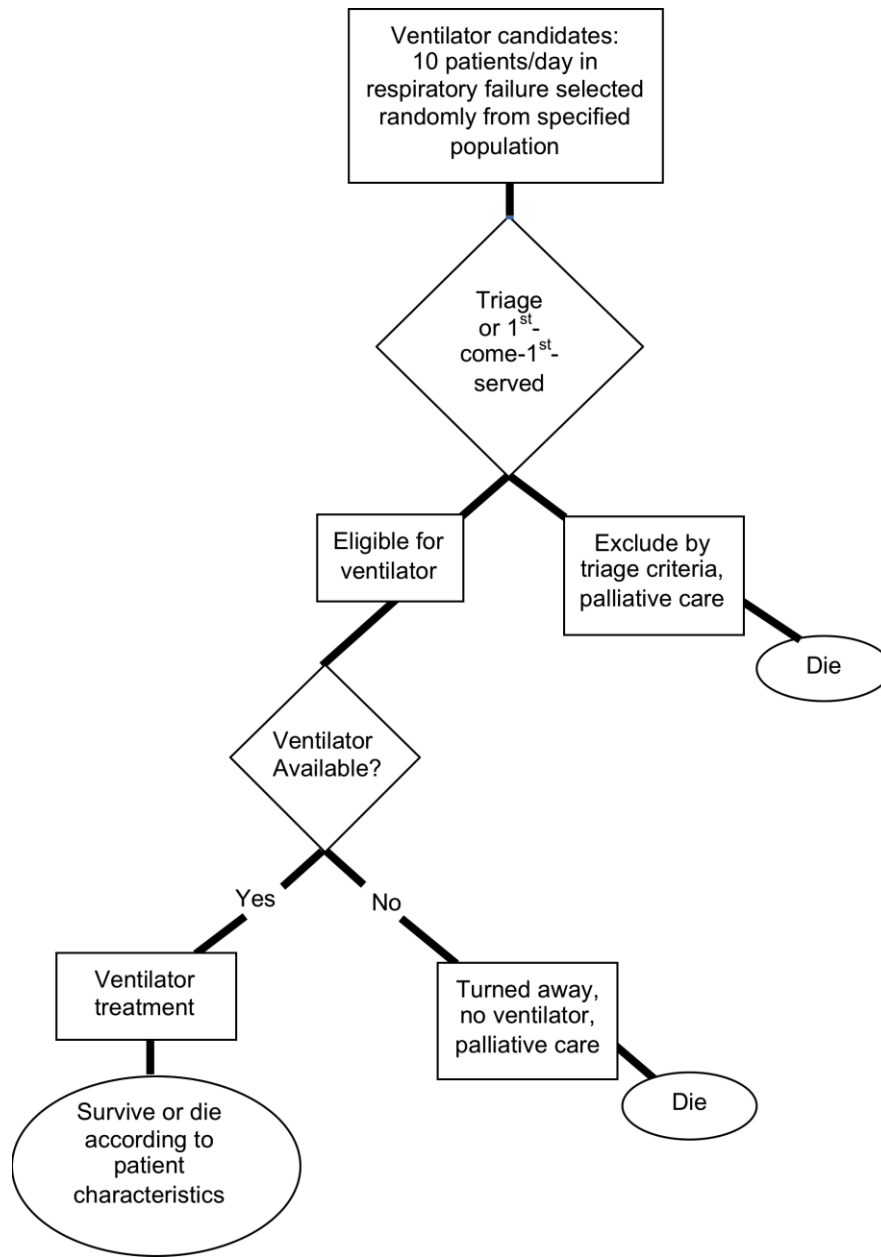 Ventilator candidates:
10 patients/day in
respiratory failure selected
randomly from specified
population
Triage
or 1st-
come-1st-
served
Eligible for
ventilator
Exclude by
triage criteria,
palliative care
Die
Ventilator
Available?
Yes
No
Ventilator
treatment
Turned away,
no ventilator,
palliative care
Die
Survive or die
according to
patient
characteristics